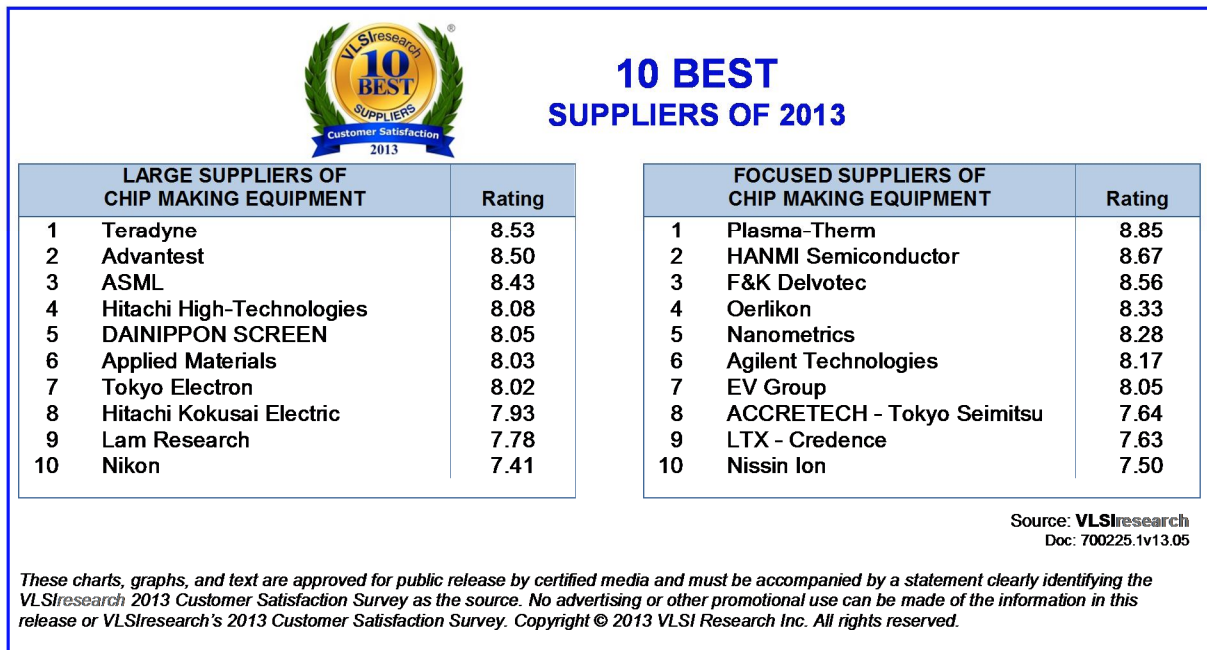 VLSIresearch ®
10
BEST
SUPPLIERS
Customer Satisfaction
2013
10 BEST
SUPPLIERS OF 2013
LARGE SUPPLIERS OF
CHIP MAKING EQUIPMENT Rating
1 Teradyne 8.53
2 Advantest 8.50
3 ASML 8.43
4 Hitachi High-Technologies 8.08
5 DAINIPPON SCREEN 8.05
6 Applied Materials 8.03
7 Tokyo Electron 8.02
8 Hitachi Kokusai Electric 7.93
9 Lam Research 7.78
10 Nikon 7.41
FOCUSED SUPPLIERS OF
CHIP MAKING EQUIPMENT Rating
1 Plasma-Therm 8.85
2 HANMI Semiconductor 8.67
3 F&K Delvotec 8.56
4 Oerlikon 8.33
5 Nanometrics 8.28
6 Agilent Technologies 8.17
7 EV Group 8.05
8 ACCRETECH - Tokyo Seimitsu 7.64
9 LTX - Credence 7.63
10 Nissin Ion 7.50
Source: VLSIresearch
Doc: 700225.1v13.05
These charts, graphs, and text are approved for public release by certified media and must be accompanied by a statement clearly identifying the
VLSIresearch 2013 Customer Satisfaction Survey as the source. No advertising or other promotional use can be made of the information in this
release or VLSIresearch's 2013 Customer Satisfaction Survey. Copyright © 2013 VLSI Research Inc. All rights reserved.